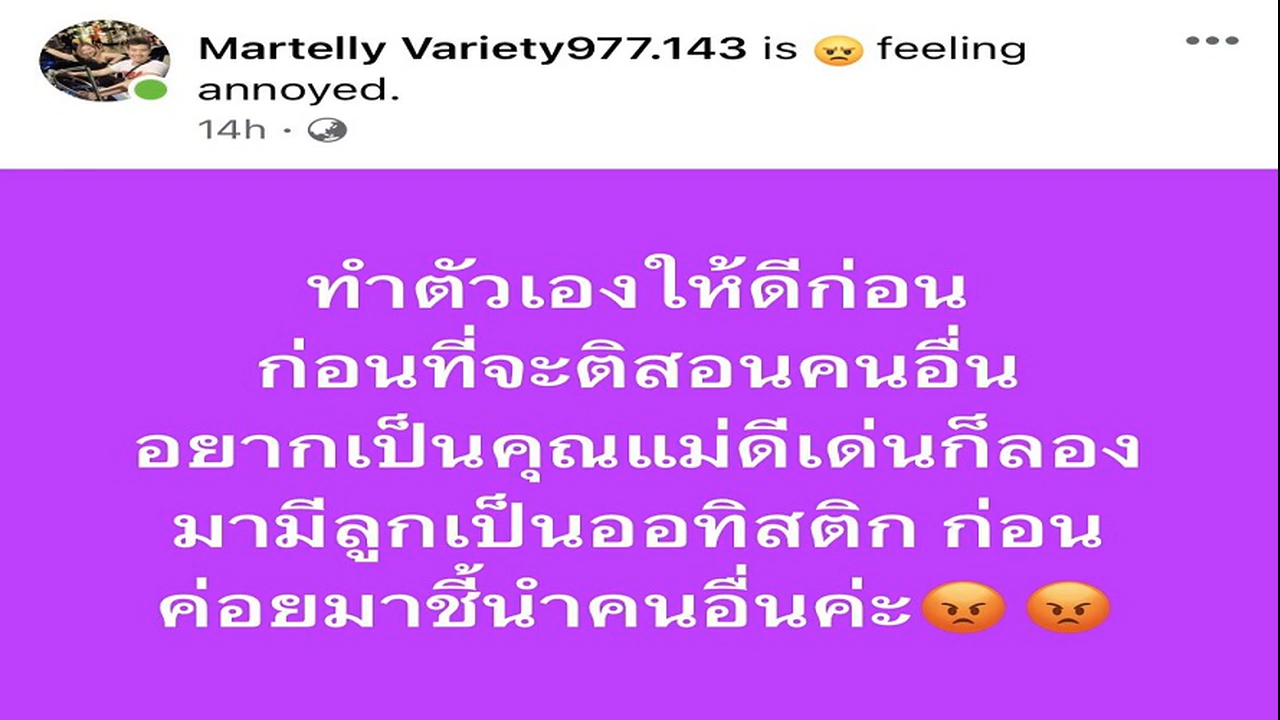 Martelly Variety977.143 is 😠 feeling
annoyed.
14h ·
ทำตัวเองให้ดีก่อน
ก่อนที่จะติสอนคนอื่น
อยากเป็นคุณแม่ดีเด่นก็ลอง
มามีลูกเป็นออทิสติก ก่อน
ค่อยมาชี้นำคนอื่นค่ะ😡 😡